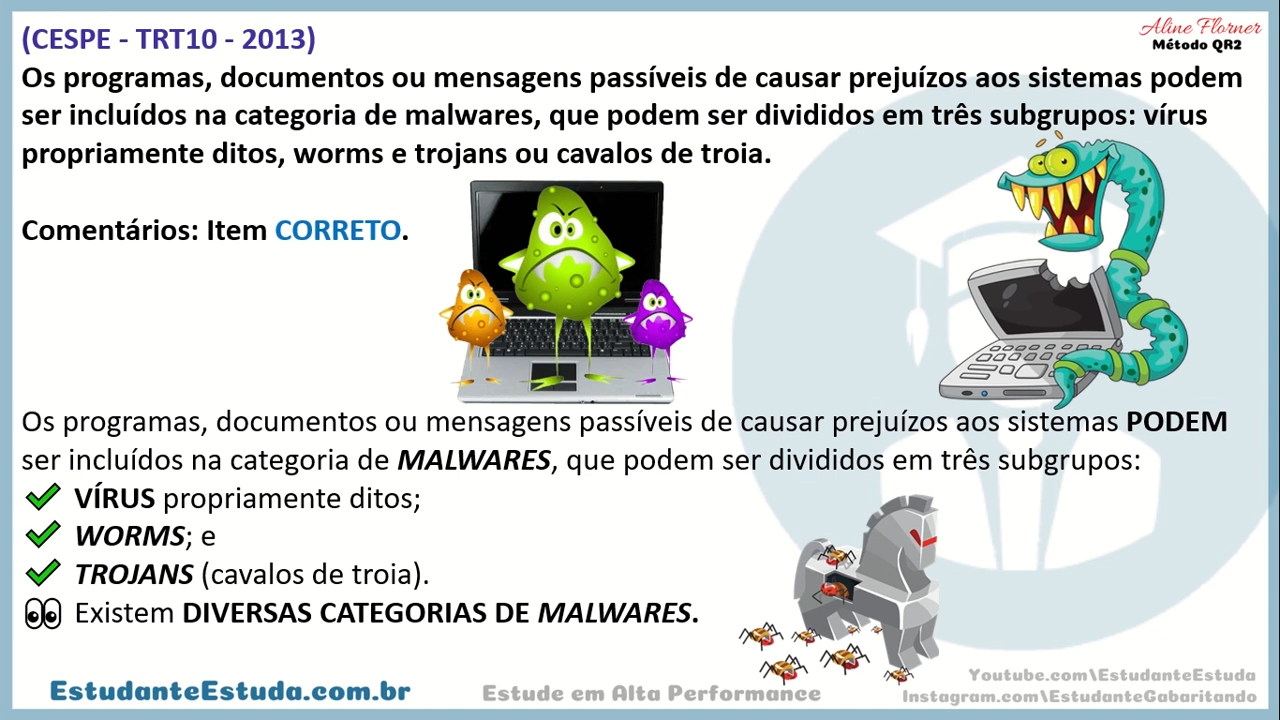 (CESPE - TRT10 - 2013)
Aline Florner
Método QR2
Os programas, documentos ou mensagens passíveis de causar prejuízos aos sistemas podem
ser incluídos na categoria de malwares, que podem ser divididos em três subgrupos: vírus
propriamente ditos, worms e trojans ou cavalos de troia.
Comentários: Item CORRETO.
Os programas, documentos ou mensagens passíveis de causar prejuízos aos sistemas PODEM
ser incluídos na categoria de MALWARES, que podem ser divididos em três subgrupos:
VÍRUS propriamente ditos;
WORMS; e
TROJANS (cavalos de troia).
Existem DIVERSAS CATEGORIAS DE MALWARES.
EstudanteEstuda.com.br
Estude em Alta Performance
Youtube.com\EstudanteEstuda
Instagram.com\EstudanteGabaritando